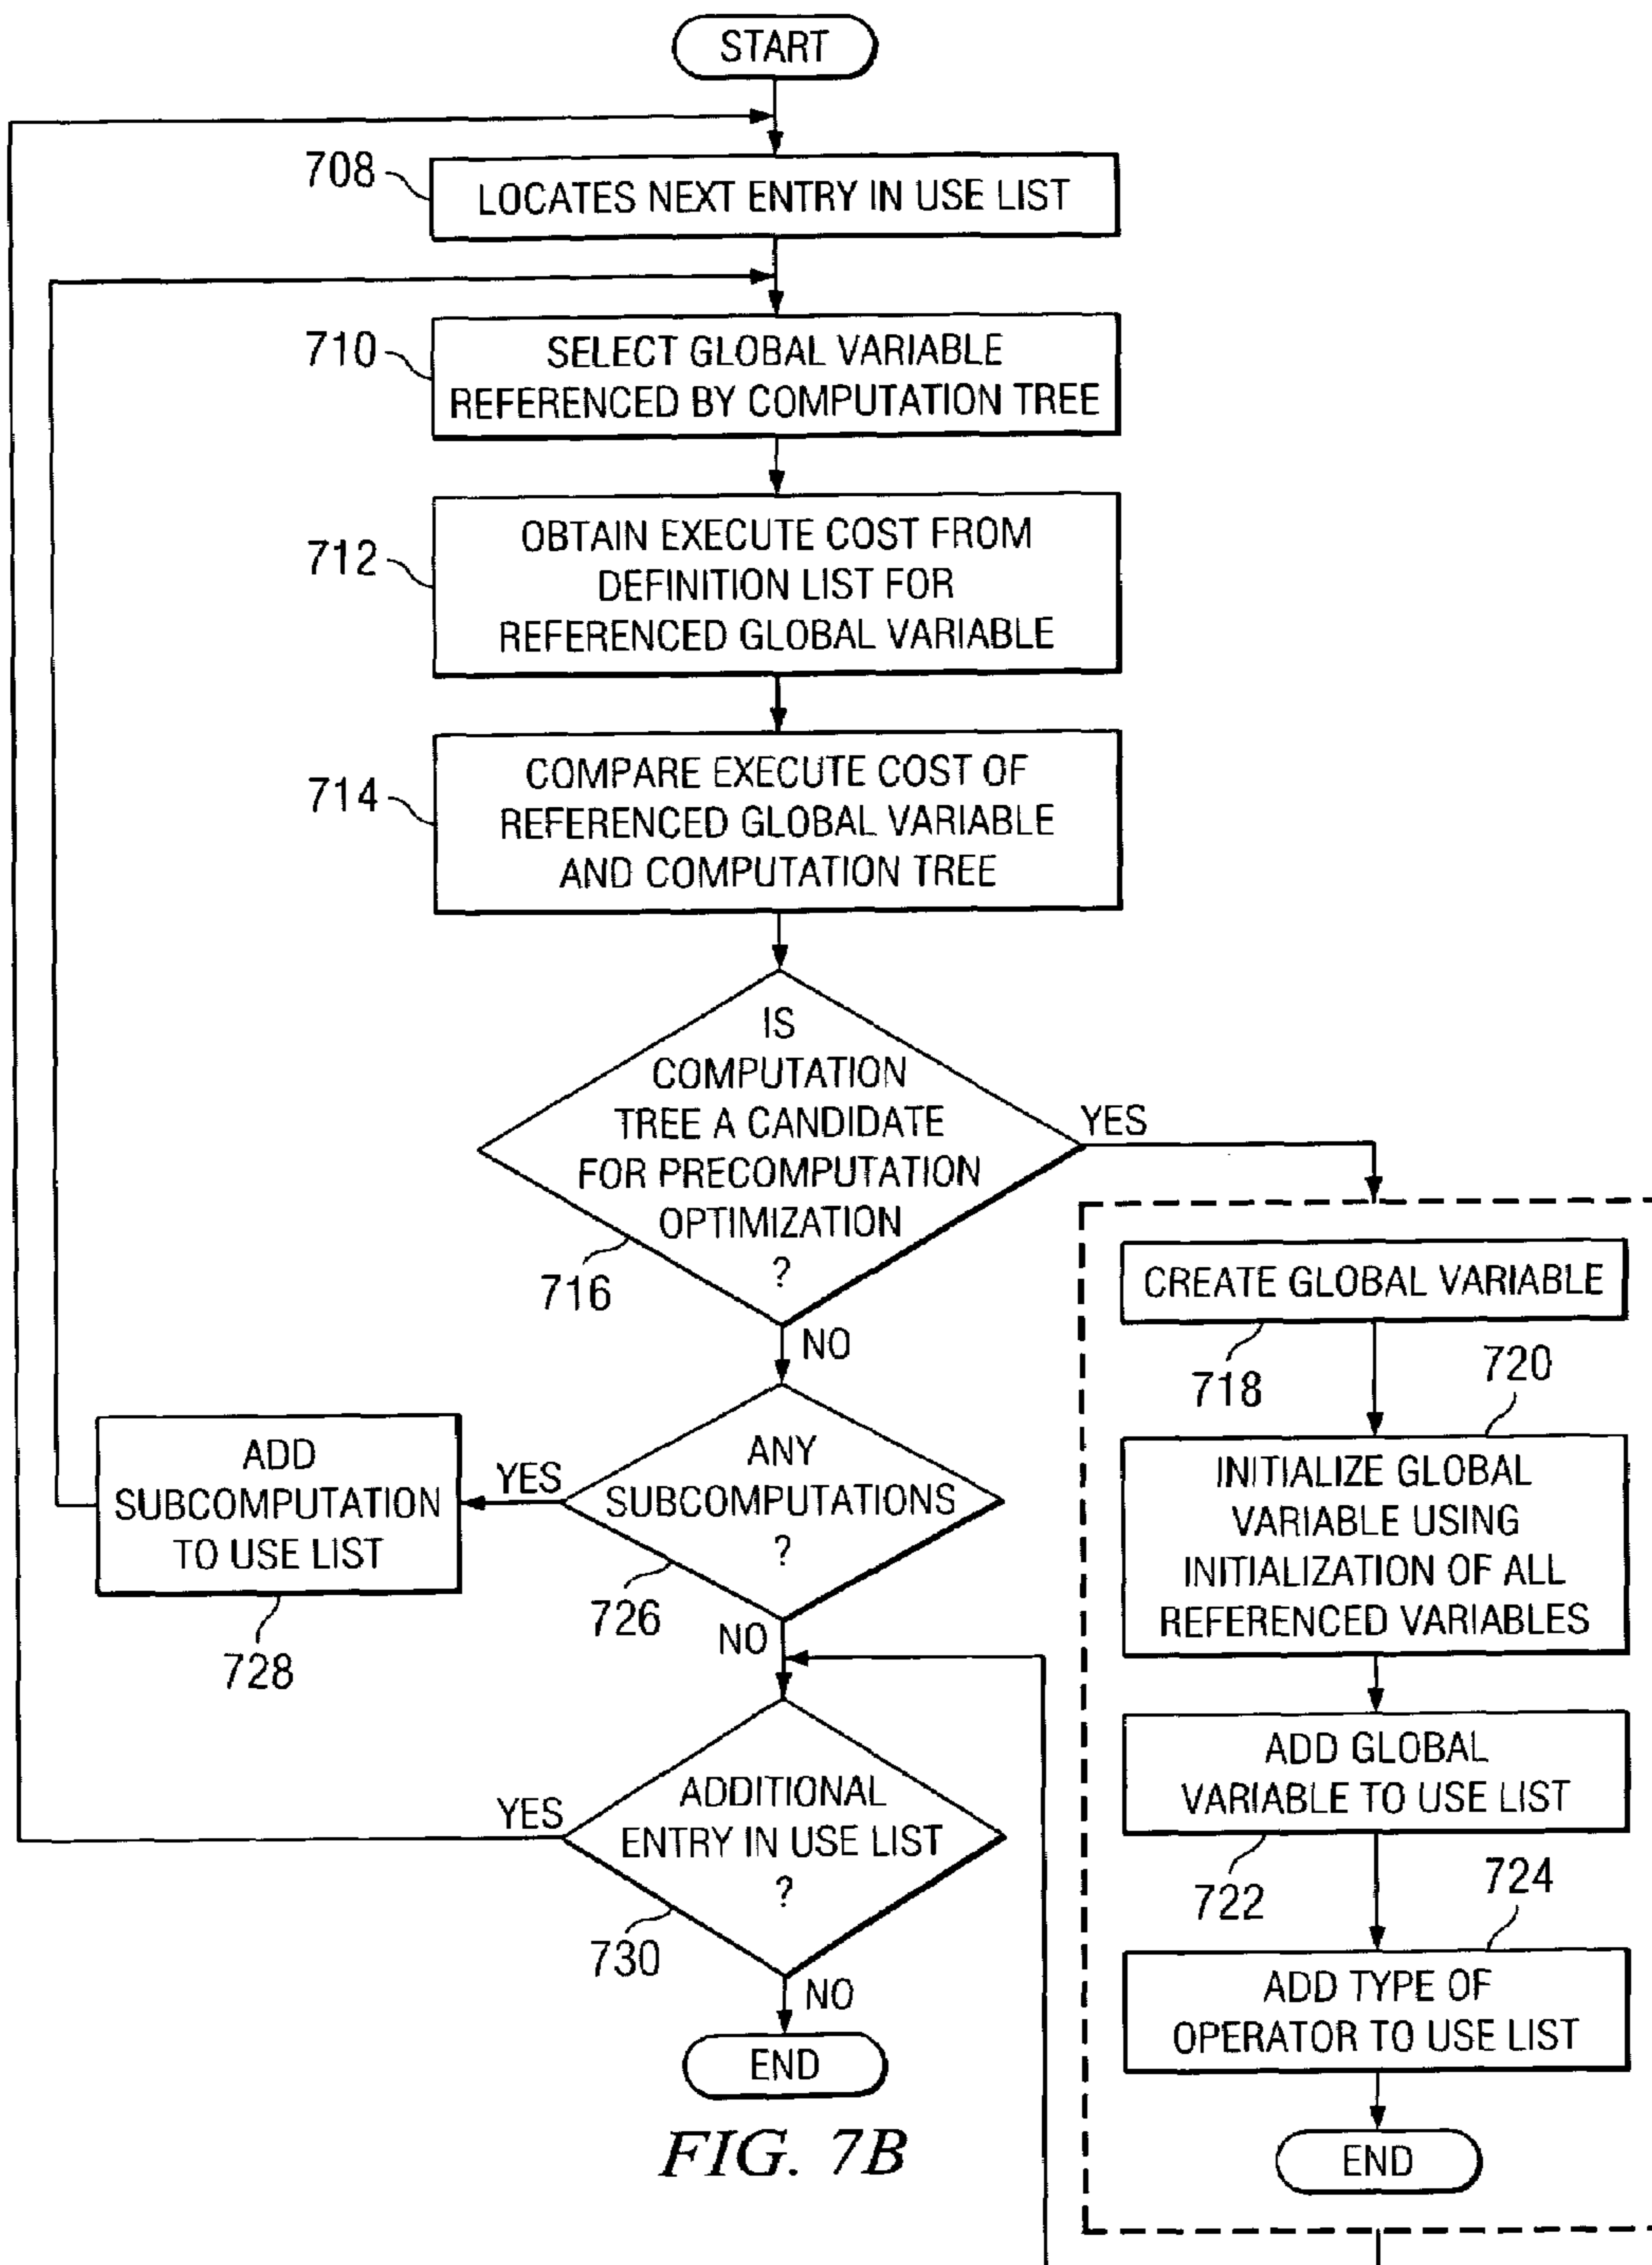 START
708
LOCATES NEXT ENTRY IN USE LIST
710
SELECT GLOBAL VARIABLE
REFERENCED BY COMPUTATION TREE
712
OBTAIN EXECUTE COST FROM
DEFINITION LIST FOR
REFERENCED GLOBAL VARIABLE
714
COMPARE EXECUTE COST OF
REFERENCED GLOBAL VARIABLE
AND COMPUTATION TREE
IS
COMPUTATION
TREE A CANDIDATE
FOR PRECOMPUTATION
OPTIMIZATION
?
716
YES
NO
CREATE GLOBAL VARIABLE
718
720
INITIALIZE GLOBAL
VARIABLE USING
INITIALIZATION OF ALL
REFERENCED VARIABLES
ADD GLOBAL
VARIABLE TO USE LIST
722
724
ADD TYPE OF
OPERATOR TO USE LIST
END
ANY
SUBCOMPUTATIONS
?
726
YES
NO
ADD
SUBCOMPUTATION
TO USE LIST
728
ADDITIONAL
ENTRY IN USE LIST
?
730
YES
NO
END
FIG. 7B